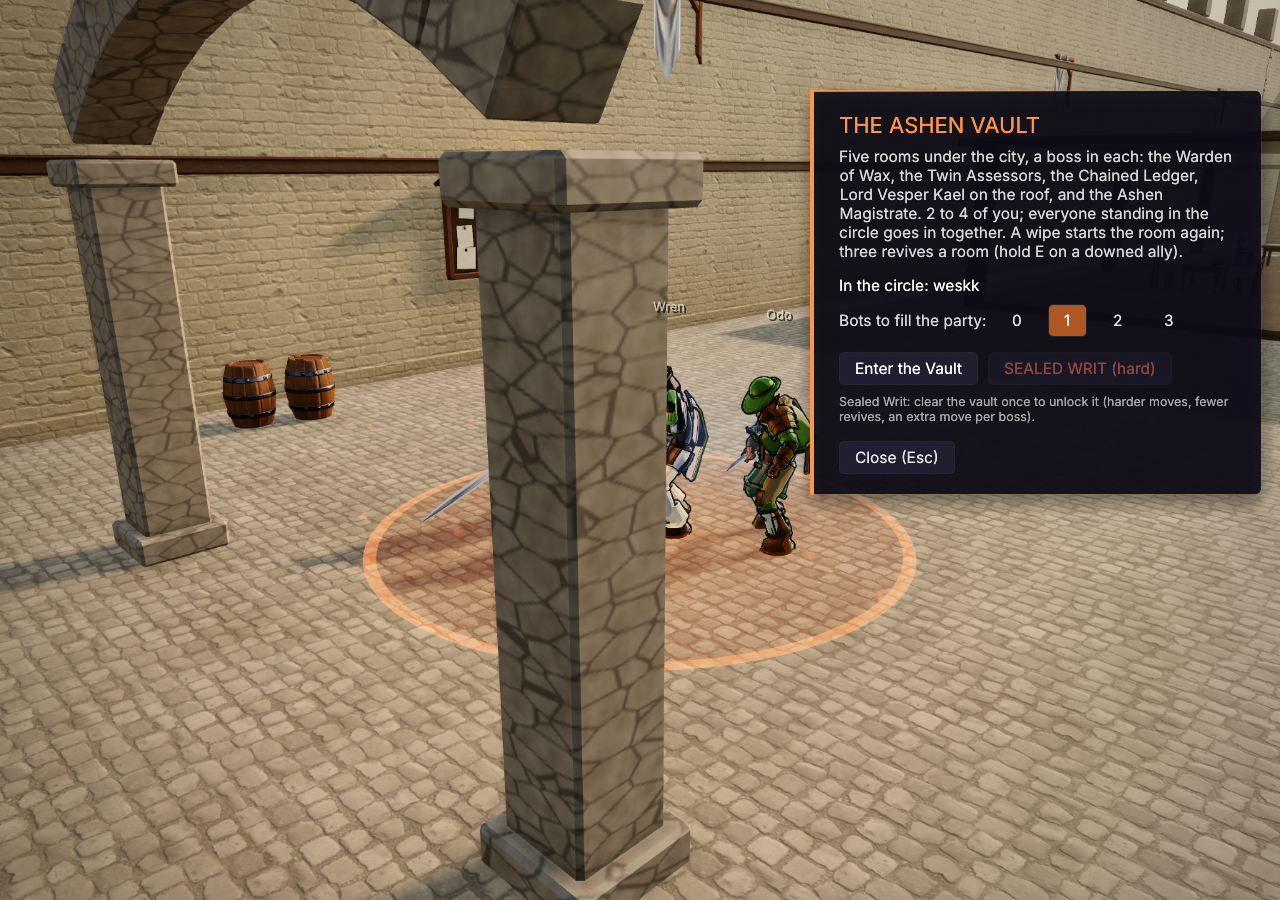 THE ASHEN VAULT
Five rooms under the city, a boss in each: the Warden
of Wax, the Twin Assessors, the Chained Ledger,
Lord Vesper Kael on the roof, and the Ashen
Magistrate. 2 to 4 of you; everyone standing in the
circle goes in together. A wipe starts the room again;
three revives a room (hold E on a downed ally).
In the circle: weskk
Bots to fill the party: 0 1 2 3
Enter the Vault SEALED WRIT (hard)
Sealed Writ: clear the vault once to unlock it (harder moves, fewer
revives, an extra move per boss).
Close (Esc)
Wren
Odo